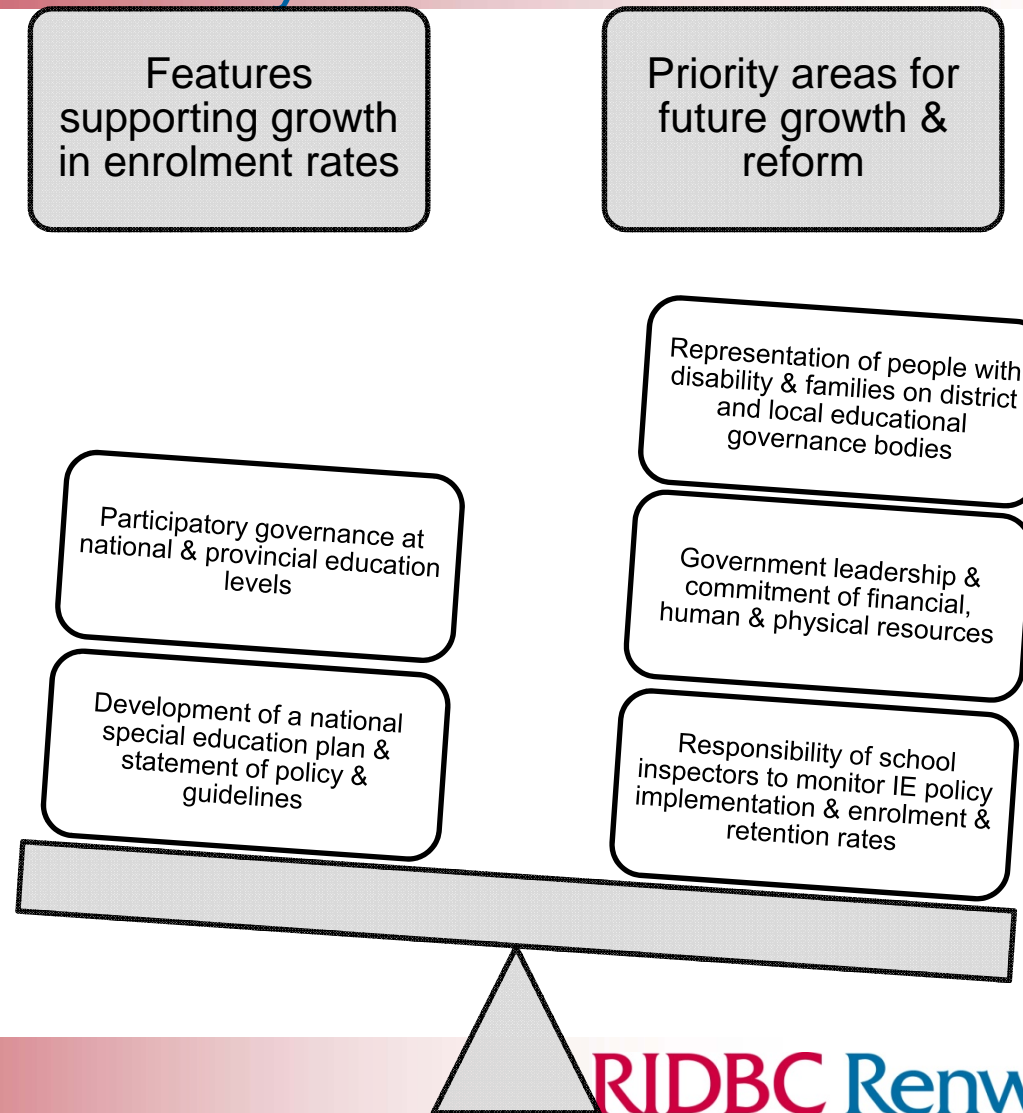 Features
supporting growth
in enrolment rates
Priority areas for
future growth &
reform
Participatory governance at
national & provincial education
levels
Development of a national
special education plan &
statement of policy &
guidelines
Representation of people with
disability & families on district
and local educational
governance bodies
Government leadership &
commitment of financial,
human & physical resources
Responsibility of school
inspectors to monitor IE policy
implementation & enrolment &
retention rates
RIDBC